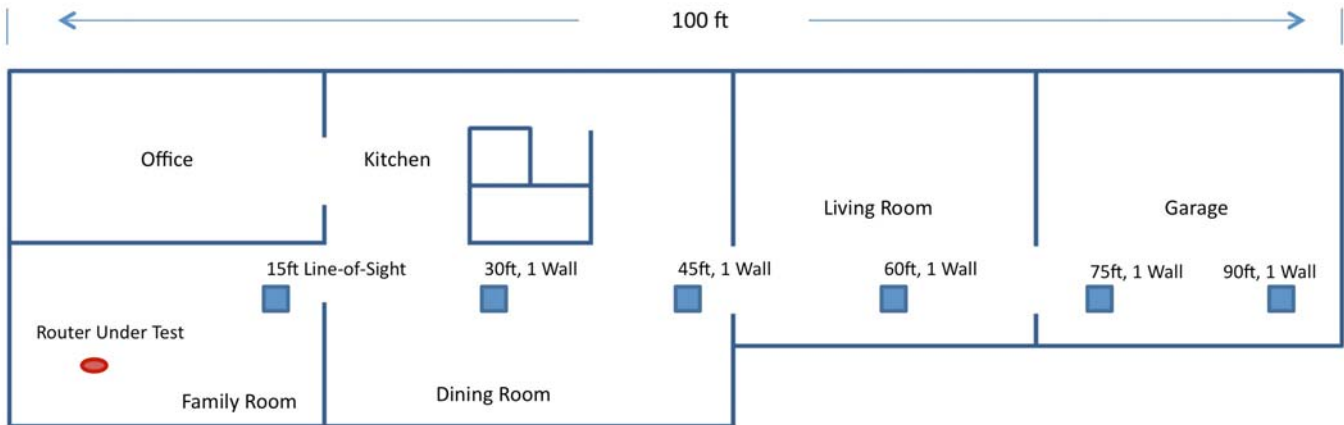 100 ft
Office
Kitchen
Living Room
Garage
15ft Line-of-Sight
30ft, 1 Wall
45ft, 1 Wall
60ft, 1 Wall
75ft, 1 Wall
90ft, 1 Wall
Router Under Test
Family Room
Dining Room